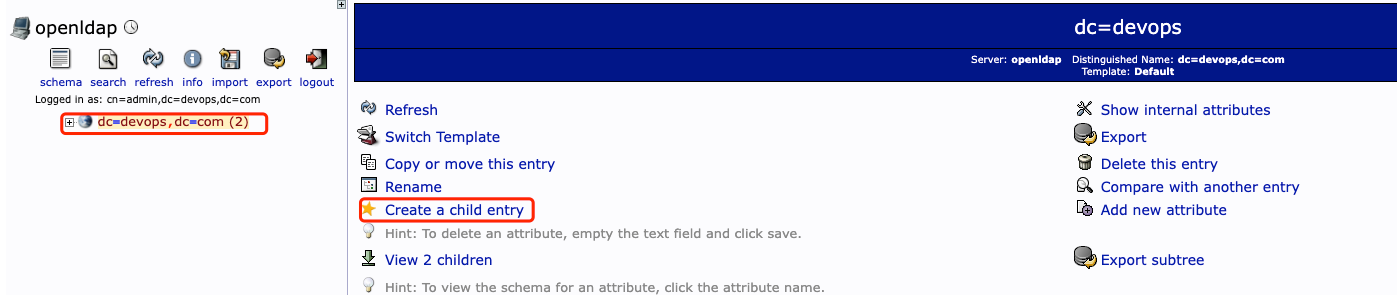 openldap
schema search refresh info import export logout
Logged in as: cn=admin,dc=devops,dc=com
dc=devops,dc=com (2)
dc=devops
Server: openldap Distinguished Name: dc=devops,dc=com
Template: Default
Refresh
Show internal attributes
Switch Template
Export
Copy or move this entry
Delete this entry
Rename
Compare with another entry
Create a child entry
Add new attribute
Hint: To delete an attribute, empty the text field and click save.
View 2 children
Export subtree
Hint: To view the schema for an attribute, click the attribute name.